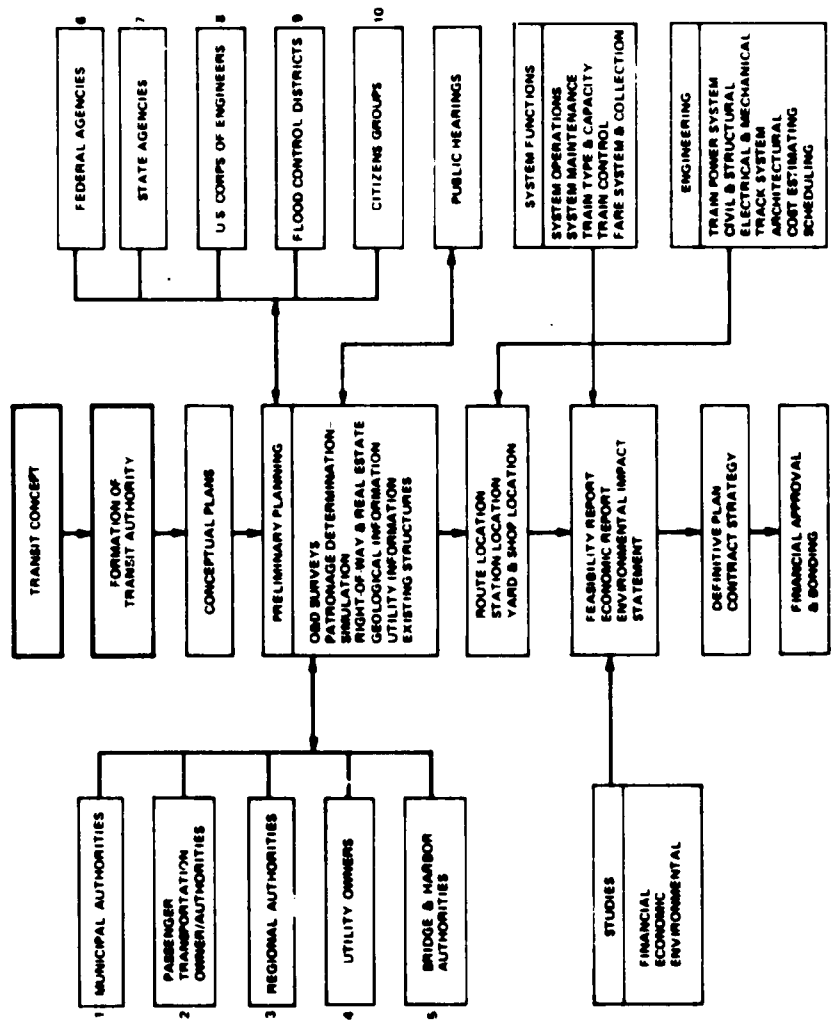 TRANSIT CONCEPT
FORMATION OF
TRANSIT AUTHORITY
CONCEPTUAL PLANS
PRELIMINARY PLANNING
O&D SURVEYS
PATRONAGE DETERMINATION-
SIMULATION
RIGHT-OF-WAY & REAL ESTATE
GEOLOGICAL INFORMATION
UTILITY INFORMATION
EXISTING STRUCTURES
ROUTE LOCATION
STATION LOCATION
YARD & SHOP LOCATION
FEASIBILITY REPORT
ECONOMIC REPORT
ENVIRONMENTAL IMPACT
STATEMENT
DEFINITIVE PLAN
CONTRACT STRATEGY
FINANCIAL APPROVAL
& BONDING
1 MUNICIPAL AUTHORITIES
2 PASSENGER
TRANSPORTATION
OWNER/AUTHORITIES
3 REGIONAL AUTHORITIES
4 UTILITY OWNERS
5 BRIDGE & HARBOR
AUTHORITIES
STUDIES
FINANCIAL
ECONOMIC
ENVIRONMENTAL
FEDERAL AGENCIES 6
STATE AGENCIES 7
U S CORPS OF ENGINEERS 8
FLOOD CONTROL DISTRICTS 9
CITIZENS GROUPS 10
PUBLIC HEARINGS
SYSTEM FUNCTIONS
SYSTEM OPERATIONS
SYSTEM MAINTENANCE
TRAIN TYPE & CAPACITY
TRAIN CONTROL
FARE SYSTEM & COLLECTION
ENGINEERING
TRAIN POWER SYSTEM
CIVIL & STRUCTURAL
ELECTRICAL & MECHANICAL
TRACK SYSTEM
ARCHITECTURAL
COST ESTIMATING
SCHEDULING